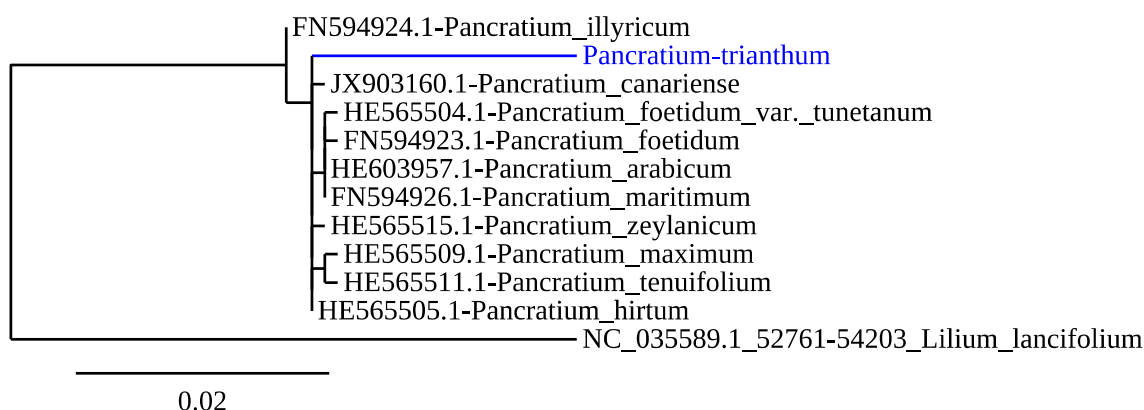 FN594924.1-Pancratium_illyricum
Pancratium-trianthum
JX903160.1-Pancratium_canariense
HE565504.1-Pancratium_foetidum_var._tunetanum
FN594923.1-Pancratium_foetidum
HE603957.1-Pancratium_arabicum
FN594926.1-Pancratium_maritimum
HE565515.1-Pancratium_zeylanicum
HE565509.1-Pancratium_maximum
HE565511.1-Pancratium_tenuifolium
HE565505.1-Pancratium_hirtum
NC_035589.1_52761-54203_Lilium_lancifolium
0.02